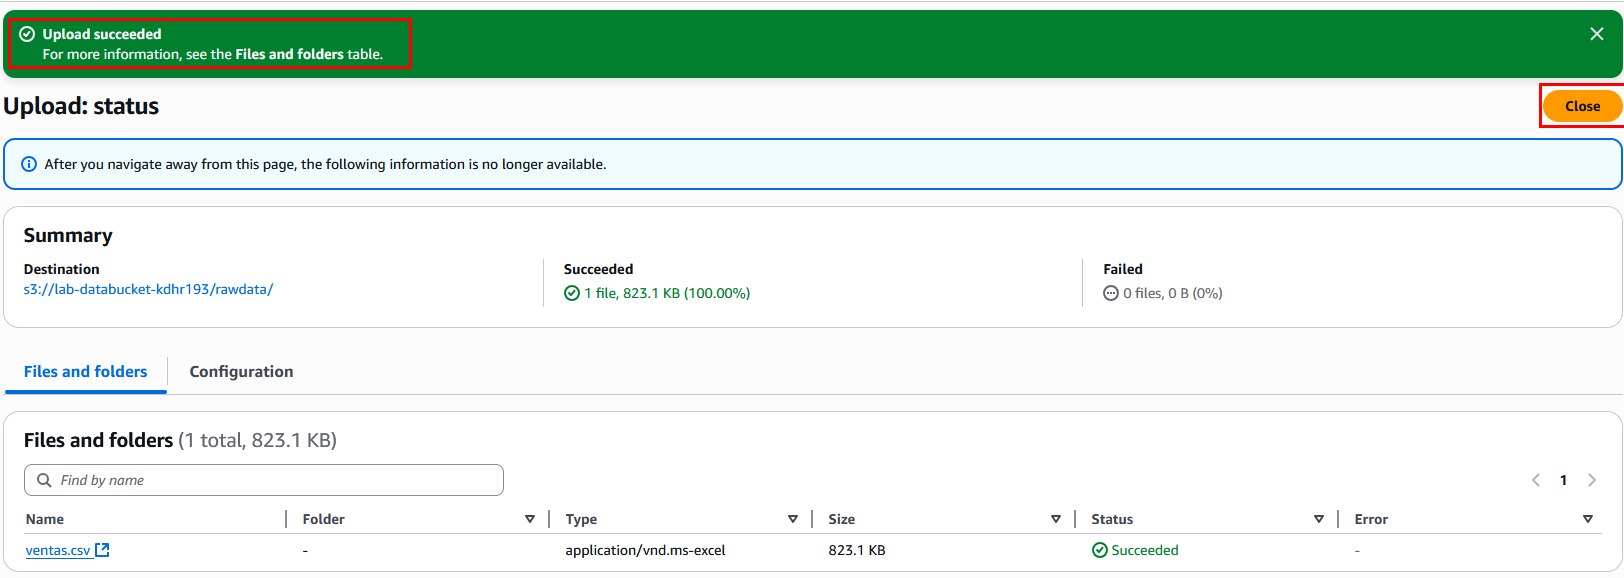 Upload succeeded
For more information, see the Files and folders table.
Upload: status
Close
After you navigate away from this page, the following information is no longer available.
Summary
Destination
s3://lab-databucket-kdhr193/rawdata/
Succeeded
1 file, 823.1 KB (100.00%)
Failed
0 files, 0 B (0%)
Files and folders
Configuration
Files and folders (1 total, 823.1 KB)
Find by name
1
Name Folder Type Size Status Error
ventas.csv - application/vnd.ms-excel 823.1 KB Succeeded -